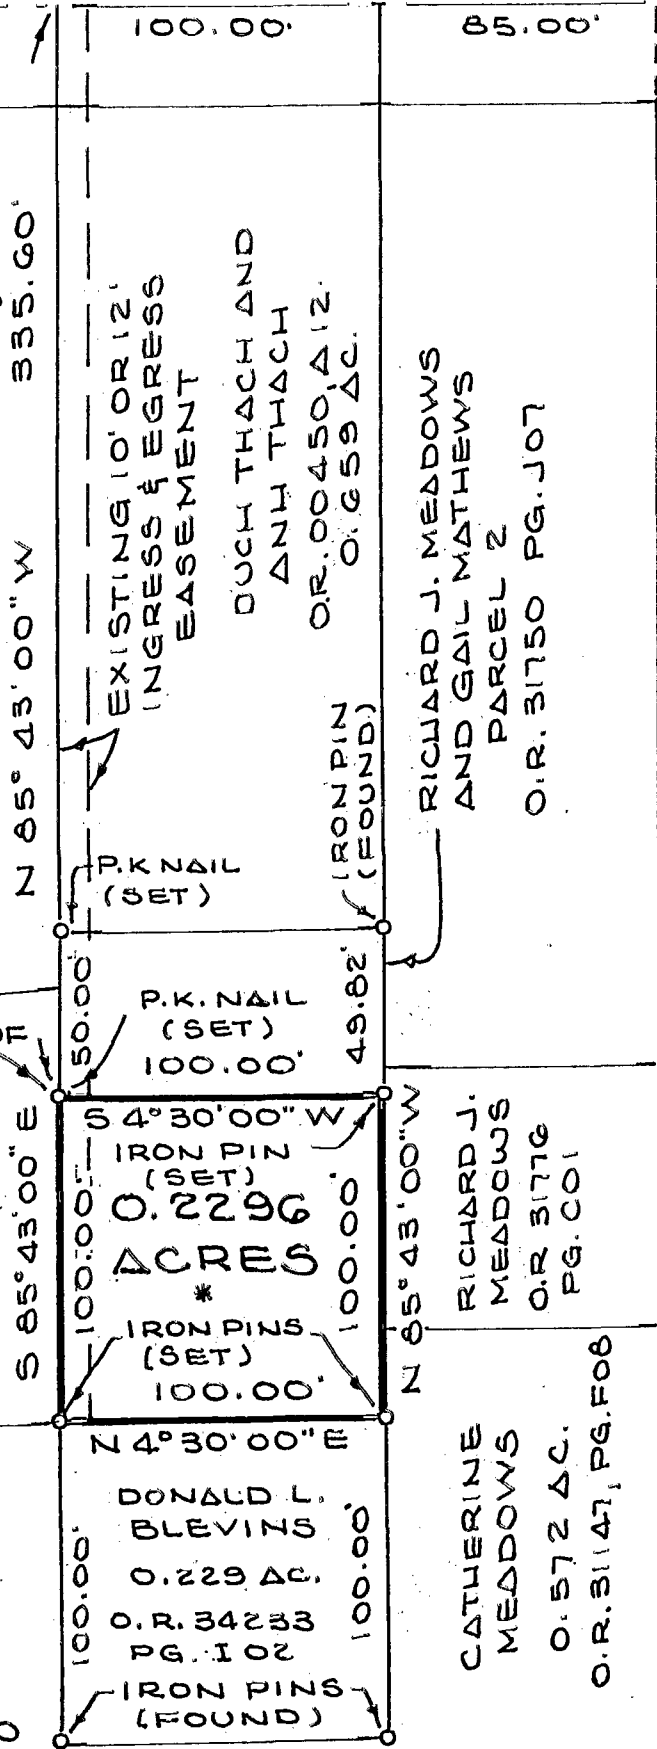 100.00'
85.00'
N 85° 43' 00" W 335.60'
EXISTING 10' OR 12'
INGRESS & EGRESS
EASEMENT
DUCH THACH AND
ANH THACH
O.R. 00450, A 12.
0.659 AC.
RICHARD J. MEADOWS
AND GAIL MATHEWS
PARCEL 2
O.R. 31750 PG. J07
P.K NAIL
(SET)
IRON PIN
(FOUND)
50.00'
P.K. NAIL
(SET)
100.00'
49.82'
OF
S 85° 43' 00" E
S 4° 30' 00" W
IRON PIN
(SET)
0.2296
ACRES
*
100.00'
100.00'
N 85° 43' 00" W
IRON PINS
(SET)
100.00'
N 4° 30' 00" E
RICHARD J.
MEADOWS
O.R 31776
PG. C01
DONALD L.
BLEVINS
0.229 AC.
O.R. 34233
PG. I 02
100.00'
100.00'
IRON PINS
(FOUND)
CATHERINE
MEADOWS
0.572 AC.
O.R. 31147, PG. F08